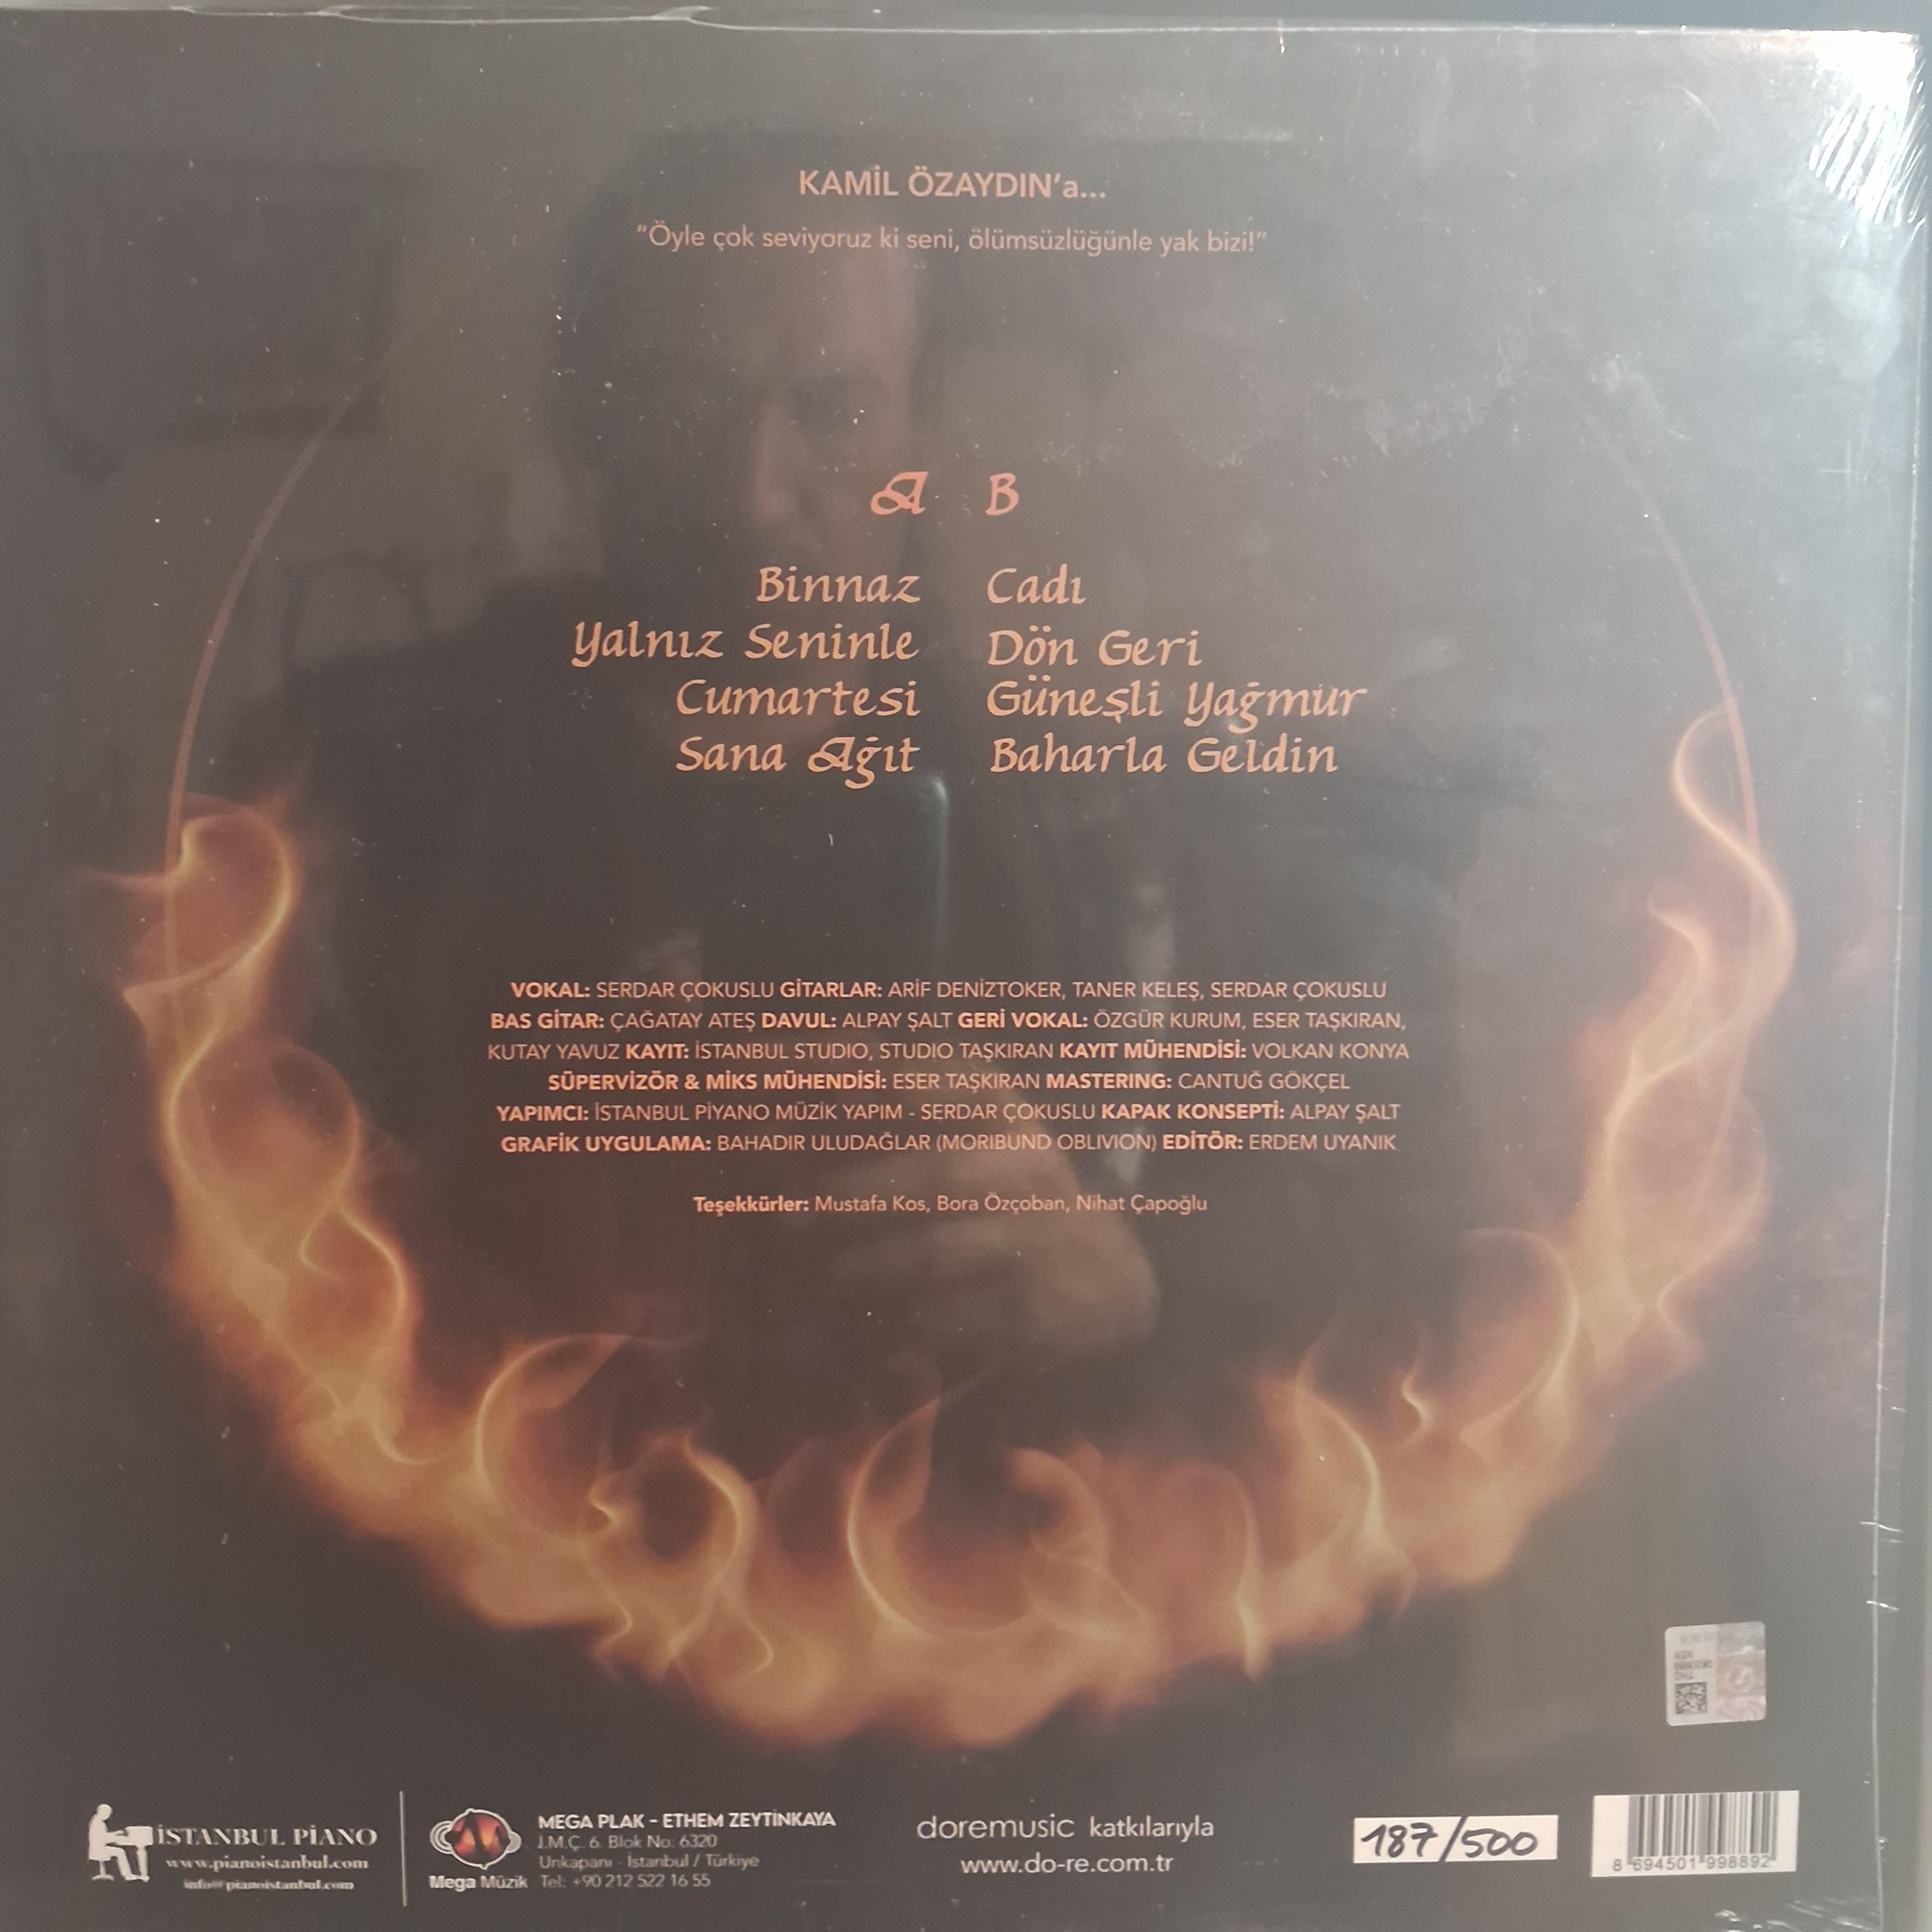 KAMİL ÖZAYDIN'a...
"Öyle çok seviyoruz ki seni, ölümsüzlüğünle yak bizi!"
A B
Binnaz Cadı
Yalnız Seninle Dön Geri
Cumartesi Güneşli Yağmur
Sana Ağıt Baharla Geldin
VOKAL: SERDAR ÇOKUSLU GİTARLAR: ARİF DENİZTOKER, TANER KELEŞ, SERDAR ÇOKUSLU
BAS GİTAR: ÇAĞATAY ATEŞ DAVUL: ALPAY ŞALT GERİ VOKAL: ÖZGÜR KURUM, ESER TAŞKIRAN,
KUTAY YAVUZ KAYIT: İSTANBUL STUDIO, STUDIO TAŞKIRAN KAYIT MÜHENDİSİ: VOLKAN KONYA
SÜPERVİZÖR & MİKS MÜHENDİSİ: ESER TAŞKIRAN MASTERING: CANTUĞ GÖKÇEL
YAPIMCI: İSTANBUL PİYANO MÜZİK YAPIM - SERDAR ÇOKUSLU KAPAK KONSEPTİ: ALPAY ŞALT
GRAFİK UYGULAMA: BAHADIR ULUDAĞLAR (MORIBUND OBLIVION) EDİTÖR: ERDEM UYANIK
Teşekkürler: Mustafa Kos, Bora Özçoban, Nihat Çapoğlu
İSTANBUL PİANO
www.pianoistanbul.com
info@pianoistanbul.com
Mega Müzik
MEGA PLAK - ETHEM ZEYTİNKAYA
İ.M.Ç. 6. Blok No: 6320
Unkapanı - İstanbul / Türkiye
Tel: +90 212 522 16 55
doremusic katkılarıyla
www.do-re.com.tr
187/500
8 694501 998892